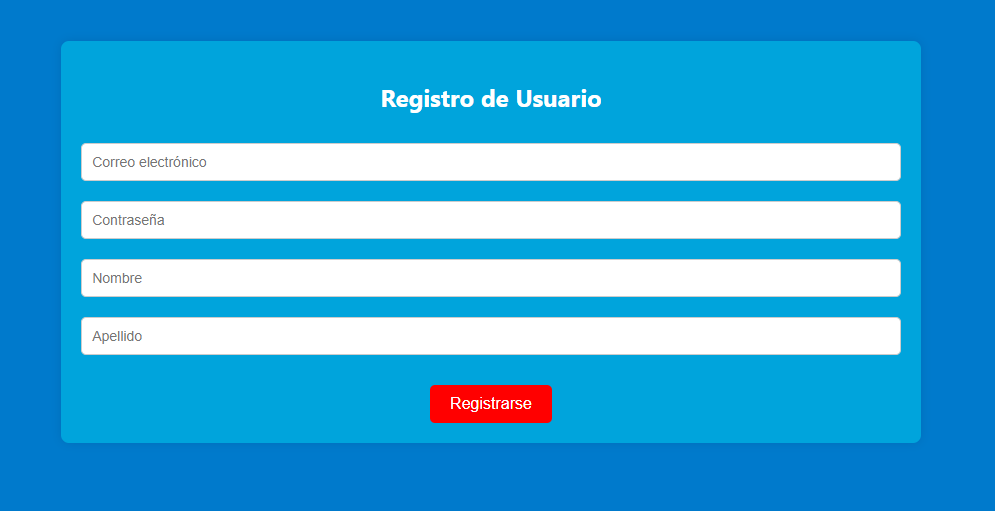 Registro de Usuario
Correo electrónico
Contraseña
Nombre
Apellido
Registrarse